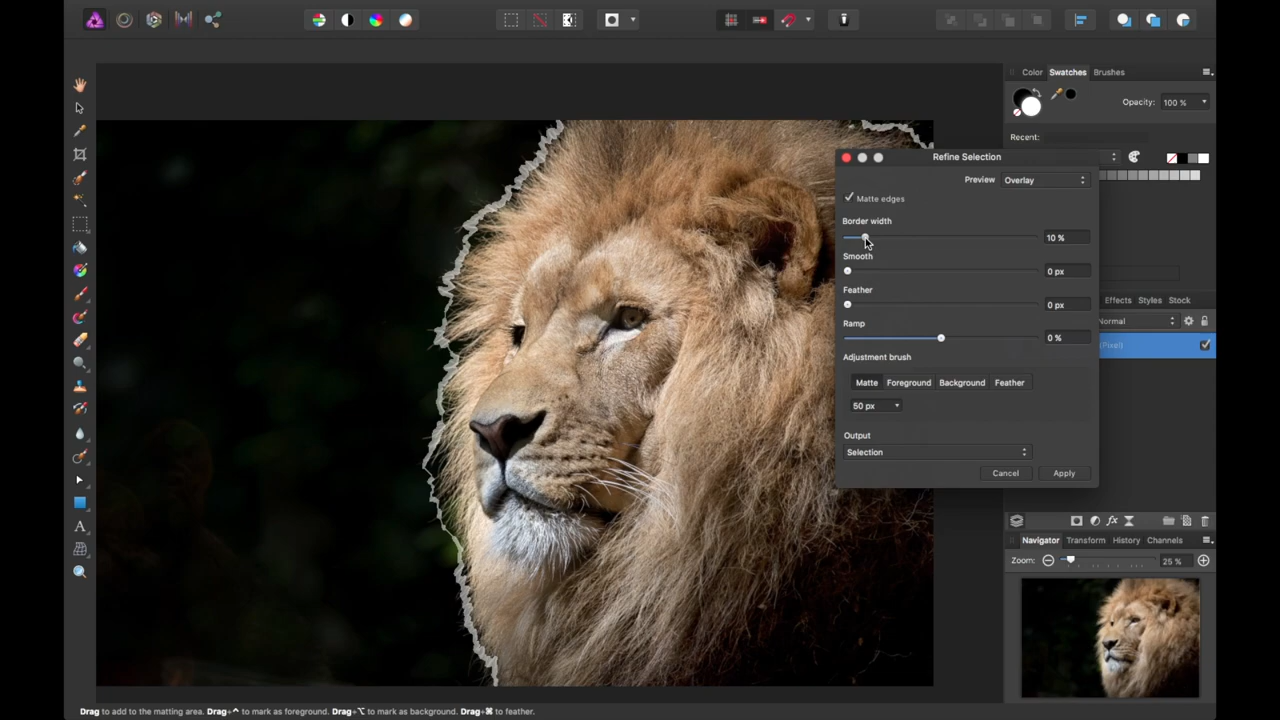 Color Swatches Brushes
Opacity: 100 %
Recent:
Refine Selection
Preview Overlay
Matte edges
Border width
10 %
Smooth
0 px
Feather
0 px
Ramp
0 %
Adjustment brush
Matte Foreground Background Feather
50 px
Output
Selection
Cancel Apply
Effects Styles Stock
Normal
(Pixel)
A
fx
Navigator Transform History Channels
Zoom: 25 %
Drag to add to the matting area. Drag+⌃ to mark as foreground. Drag+⌥ to mark as background. Drag+⌘ to feather.